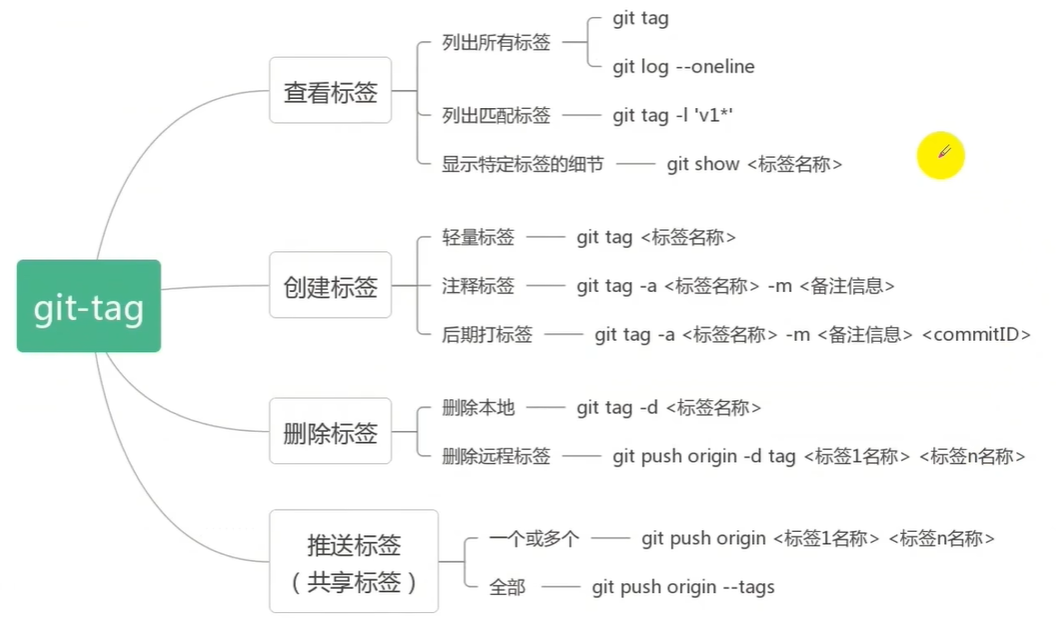 git-tag
查看标签
列出所有标签
git tag
git log --oneline
列出匹配标签
git tag -l 'v1*'
显示特定标签的细节
git show <标签名称>
创建标签
轻量标签
git tag <标签名称>
注释标签
git tag -a <标签名称> -m <备注信息>
后期打标签
git tag -a <标签名称> -m <备注信息> <commitID>
删除标签
删除本地
git tag -d <标签名称>
删除远程标签
git push origin -d tag <标签1名称> <标签n名称>
推送标签
（共享标签）
一个或多个
git push origin <标签1名称> <标签n名称>
全部
git push origin --tags